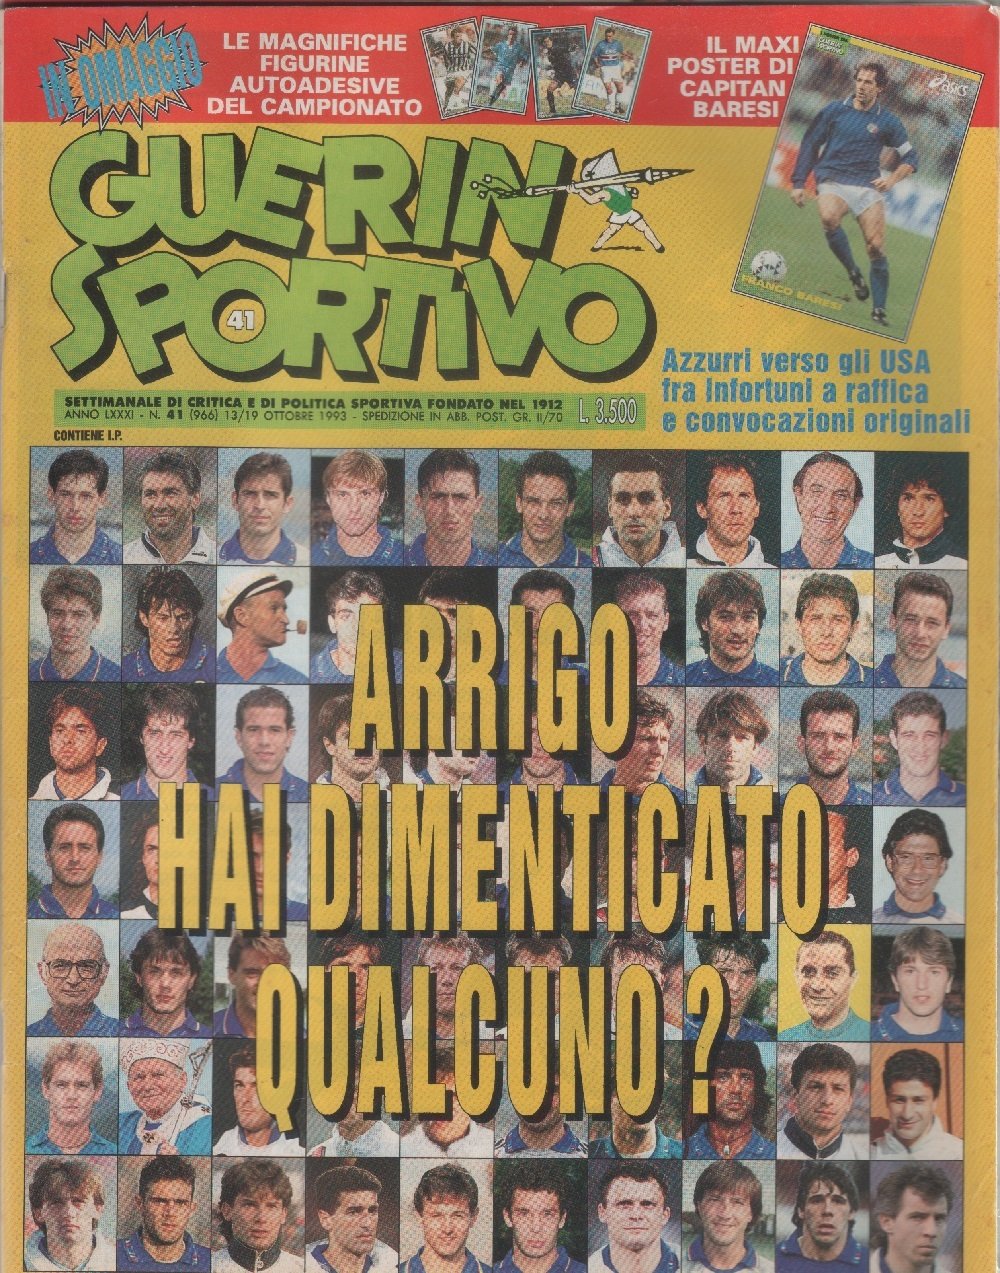 IN OMAGGIO
LE MAGNIFICHE
FIGURINE
AUTOADESIVE
DEL CAMPIONATO
IL MAXI
POSTER DI
CAPITAN
BARESI
GUERIN
SPORTIVO
asics
FRANCO BARESI
GUERIN
SPORTIVO
41
Azzurri verso gli USA
fra infortuni a raffica
e convocazioni originali
SETTIMANALE DI CRITICA E DI POLITICA SPORTIVA FONDATO NEL 1912
ANNO LXXXI - N. 41 (966) 13/19 OTTOBRE 1993 - SPEDIZIONE IN ABB. POST. GR. II/70
L. 3.500
CONTIENE I.P.
ARRIGO
HAI DIMENTICATO
QUALCUNO ?